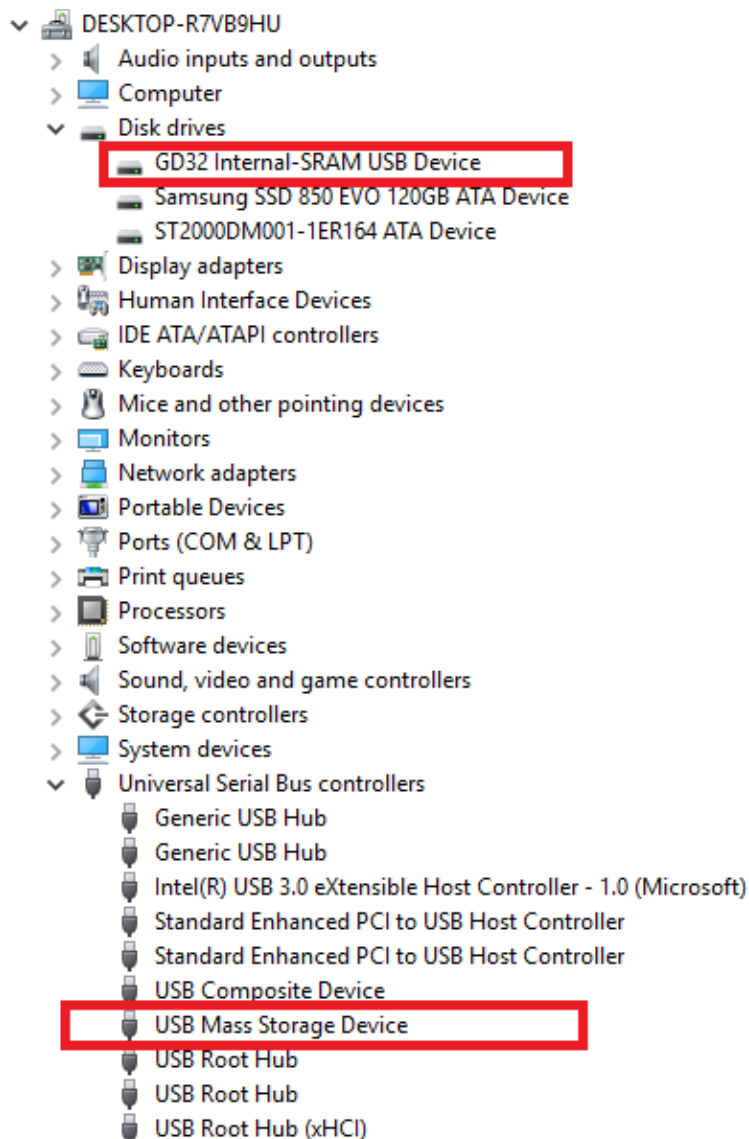 DESKTOP-R7VB9HU
Audio inputs and outputs
Computer
Disk drives
GD32 Internal-SRAM USB Device
Samsung SSD 850 EVO 120GB ATA Device
ST2000DM001-1ER164 ATA Device
Display adapters
Human Interface Devices
IDE ATA/ATAPI controllers
Keyboards
Mice and other pointing devices
Monitors
Network adapters
Portable Devices
Ports (COM & LPT)
Print queues
Processors
Software devices
Sound, video and game controllers
Storage controllers
System devices
Universal Serial Bus controllers
Generic USB Hub
Generic USB Hub
Intel(R) USB 3.0 eXtensible Host Controller - 1.0 (Microsoft)
Standard Enhanced PCI to USB Host Controller
Standard Enhanced PCI to USB Host Controller
USB Composite Device
USB Mass Storage Device
USB Root Hub
USB Root Hub
USB Root Hub (xHCI)